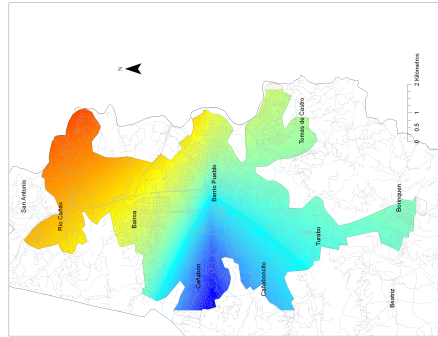 N
San Antonio
Río Cañas
Bairoa
Barrio Pueblo
Tomás de Castro
Cañabón
Cañaboncito
Turabo
Borinquen
Beatriz
0 0.5 1 2 Kilometros